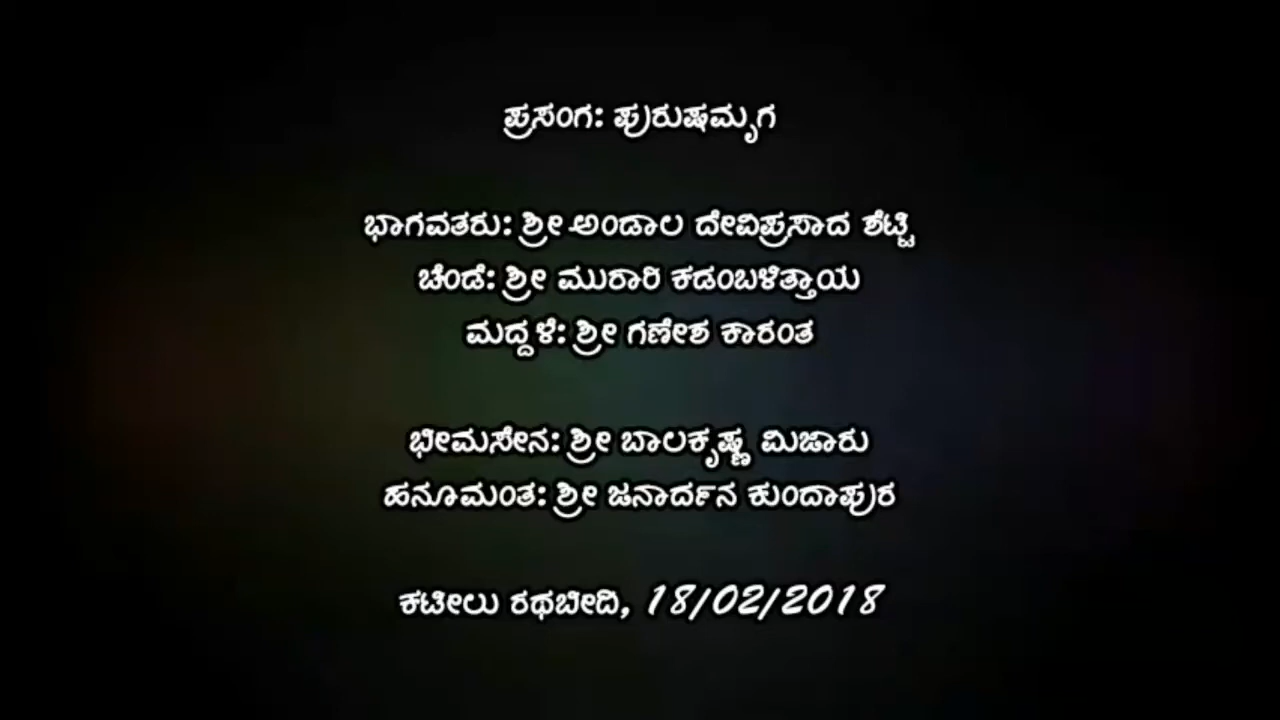 ಪ್ರಸಂಗ: ಪುರುಷಮೃಗ
ಭಾಗವತರು: ಶ್ರೀ ಅಂಡಾಲ ದೇವಿಪ್ರಸಾದ ಶೆಟ್ಟಿ
ಚೆಂಡೆ: ಶ್ರೀ ಮುರಾರಿ ಕಡಂಬಳಿತ್ತಾಯ
ಮದ್ದಳೆ: ಶ್ರೀ ಗಣೇಶ ಕಾರಂತ
ಭೀಮಸೇನ: ಶ್ರೀ ಬಾಲಕೃಷ್ಣ ಮಿಜಾರು
ಹನೂಮಂತ: ಶ್ರೀ ಜನಾರ್ದನ ಕುಂದಾಪುರ
ಕಟೀಲು ರಥಬೀದಿ, 18/02/2018